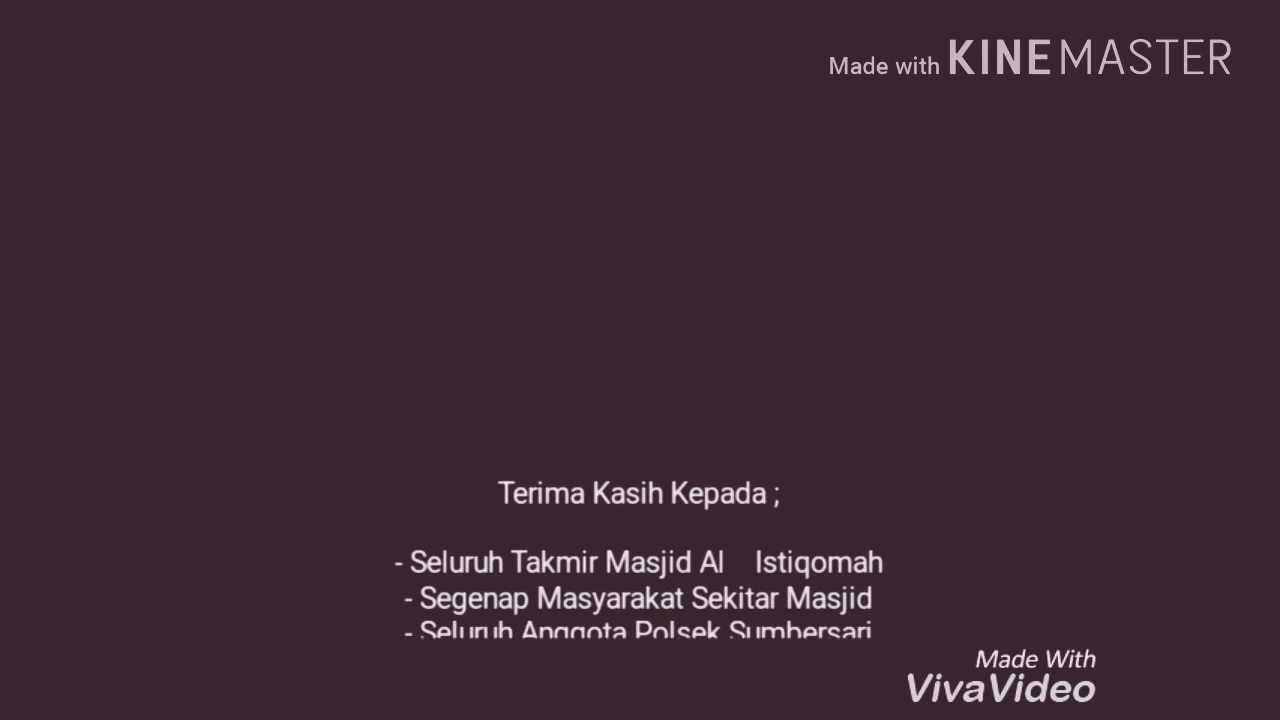 Made with KINEMASTER
Terima Kasih Kepada ;
- Seluruh Takmir Masjid Al Istiqomah
- Segenap Masyarakat Sekitar Masjid
- Seluruh Anggota Polsek Sumbersari
Made With
VivaVideo